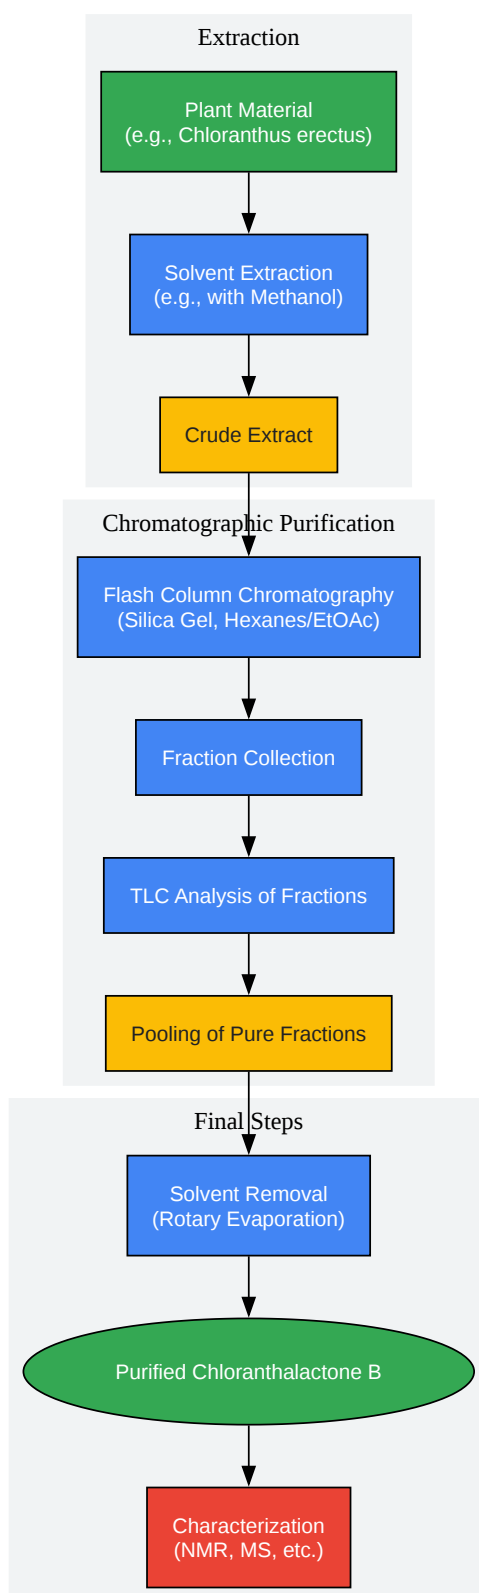 Extraction
Plant Material
(e.g., Chloranthus erectus)
Solvent Extraction
(e.g., with Methanol)
Crude Extract
Chromatographic Purification
Flash Column Chromatography
(Silica Gel, Hexanes/EtOAc)
Fraction Collection
TLC Analysis of Fractions
Pooling of Pure Fractions
Final Steps
Solvent Removal
(Rotary Evaporation)
Purified Chloranthalactone B
Characterization
(NMR, MS, etc.)